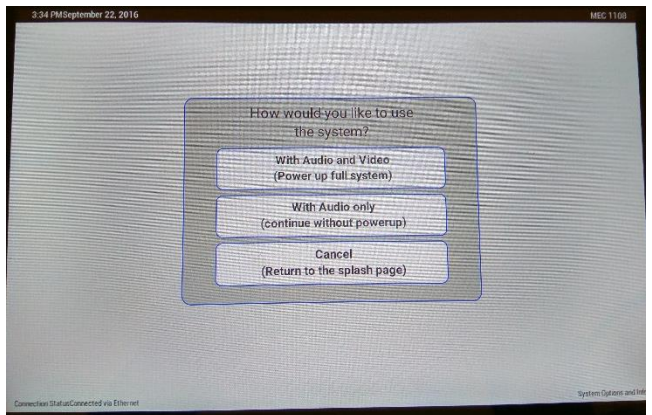 3:34 PMSeptember 22, 2016
MEC 1108
How would you like to use
the system?
With Audio and Video
(Power up full system)
With Audio only
(continue without powerup)
Cancel
(Return to the splash page)
System Options and
Connection StatusConnected via Ethernet